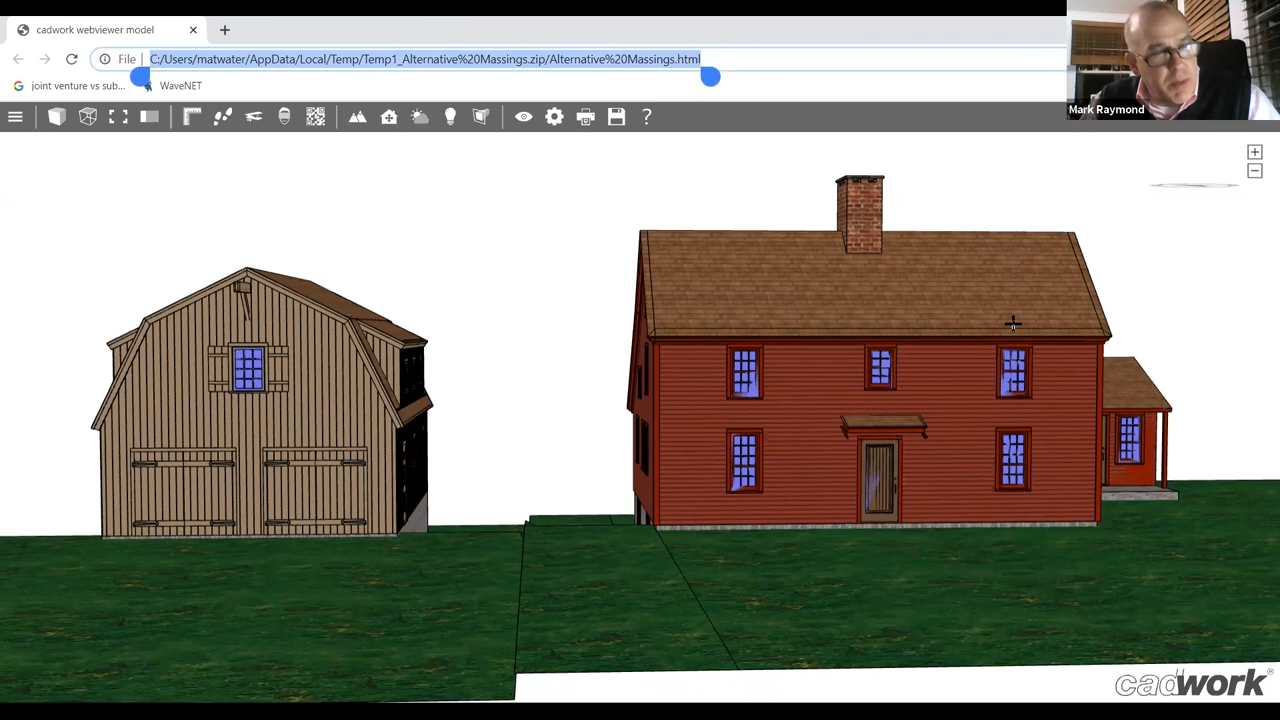 cadwork webviewer model
File
C:/Users/matwater/AppData/Local/Temp/Temp1_Alternative%20Massings.zip/Alternative%20Massings.html
joint venture vs sub...
WaveNET
Mark Raymond
cadwork®